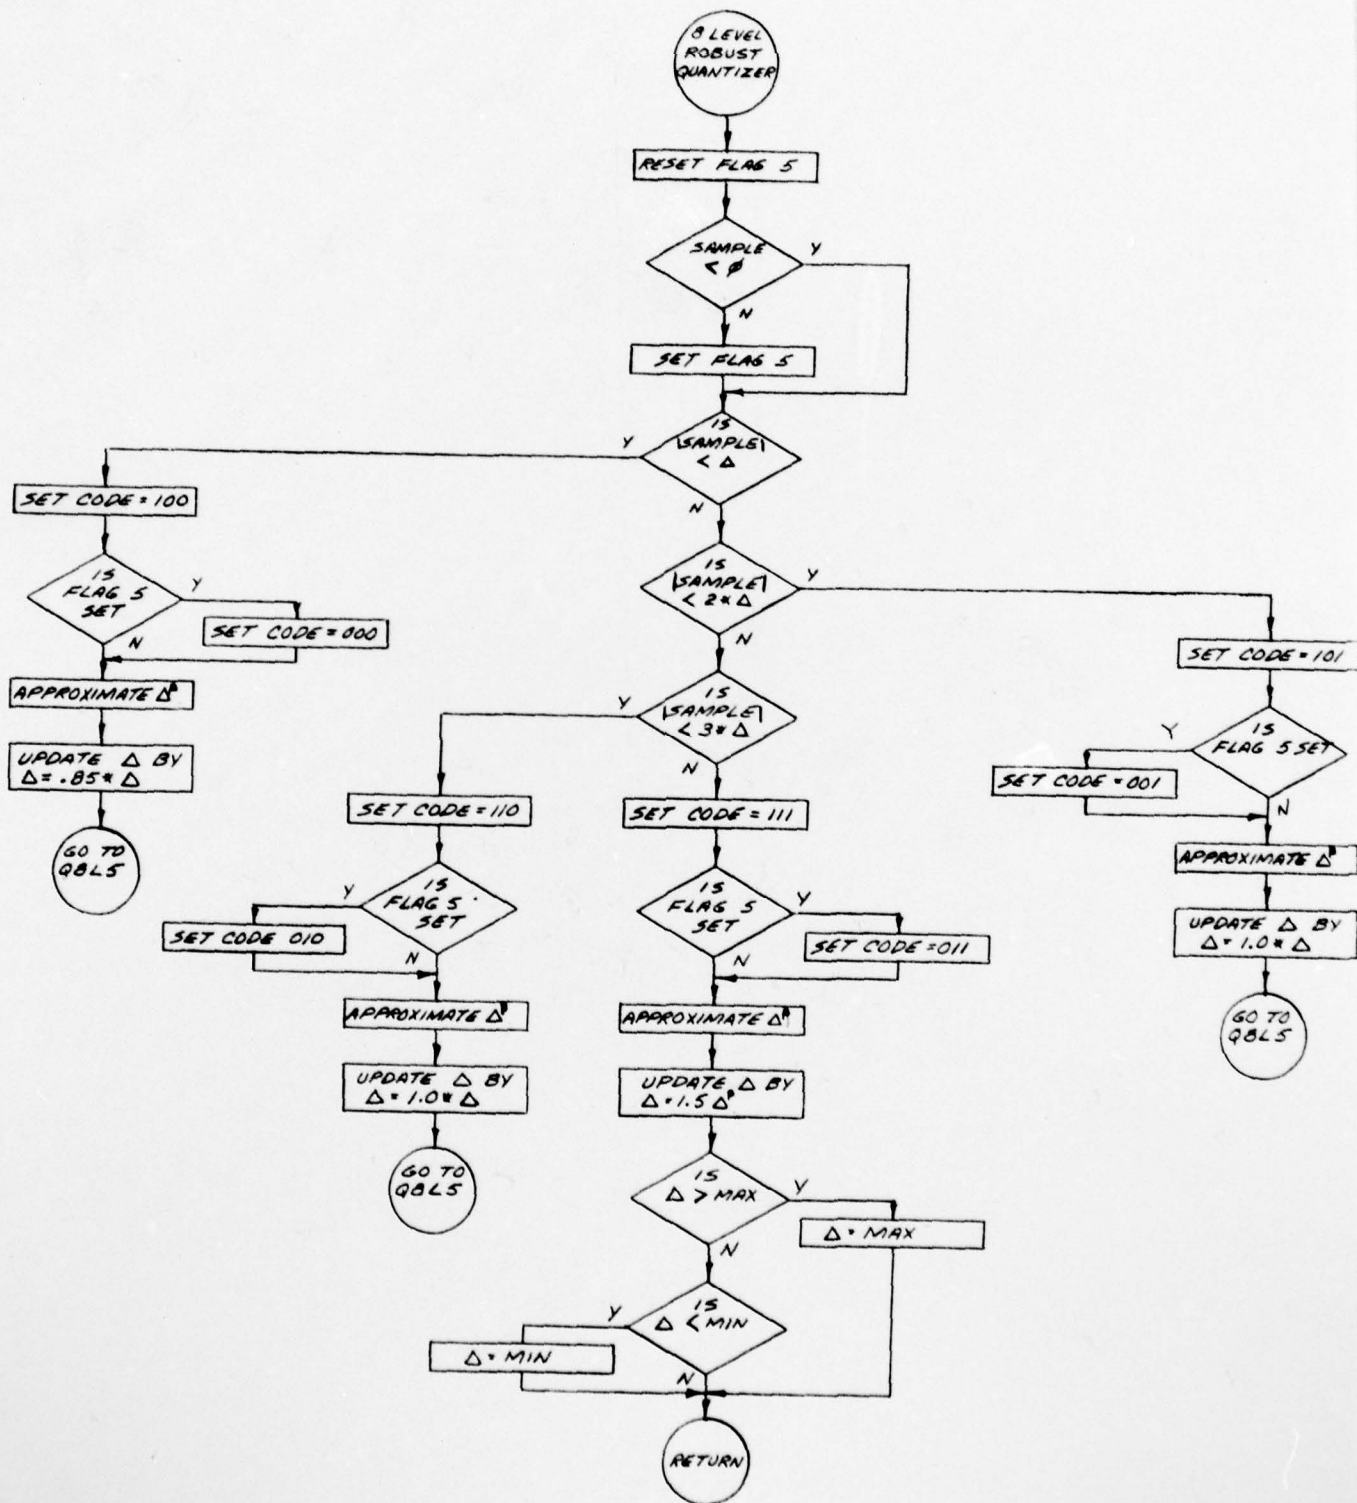 8 LEVEL
ROBUST
QUANTIZER
RESET FLAG 5
SAMPLE
< ∅
Y
N
SET FLAG 5
IS
|SAMPLE|
< Δ
Y
N
SET CODE = 100
IS
FLAG 5
SET
Y
N
SET CODE = 000
APPROXIMATE Δ
UPDATE Δ BY
Δ = .85 * Δ
GO TO
QBL5
IS
|SAMPLE|
< 2 * Δ
Y
N
SET CODE = 101
IS
FLAG 5 SET
Y
N
SET CODE = 001
APPROXIMATE Δ
UPDATE Δ BY
Δ = 1.0 * Δ
GO TO
QBL5
IS
|SAMPLE|
< 3 * Δ
Y
N
SET CODE = 110
IS
FLAG 5
SET
Y
N
SET CODE 010
APPROXIMATE Δ
UPDATE Δ BY
Δ = 1.0 * Δ
GO TO
QBL5
SET CODE = 111
IS
FLAG 5
SET
Y
N
SET CODE = 011
APPROXIMATE Δ
UPDATE Δ BY
Δ = 1.5 Δ
IS
Δ > MAX
Y
N
Δ = MAX
IS
Δ < MIN
Y
N
Δ = MIN
RETURN